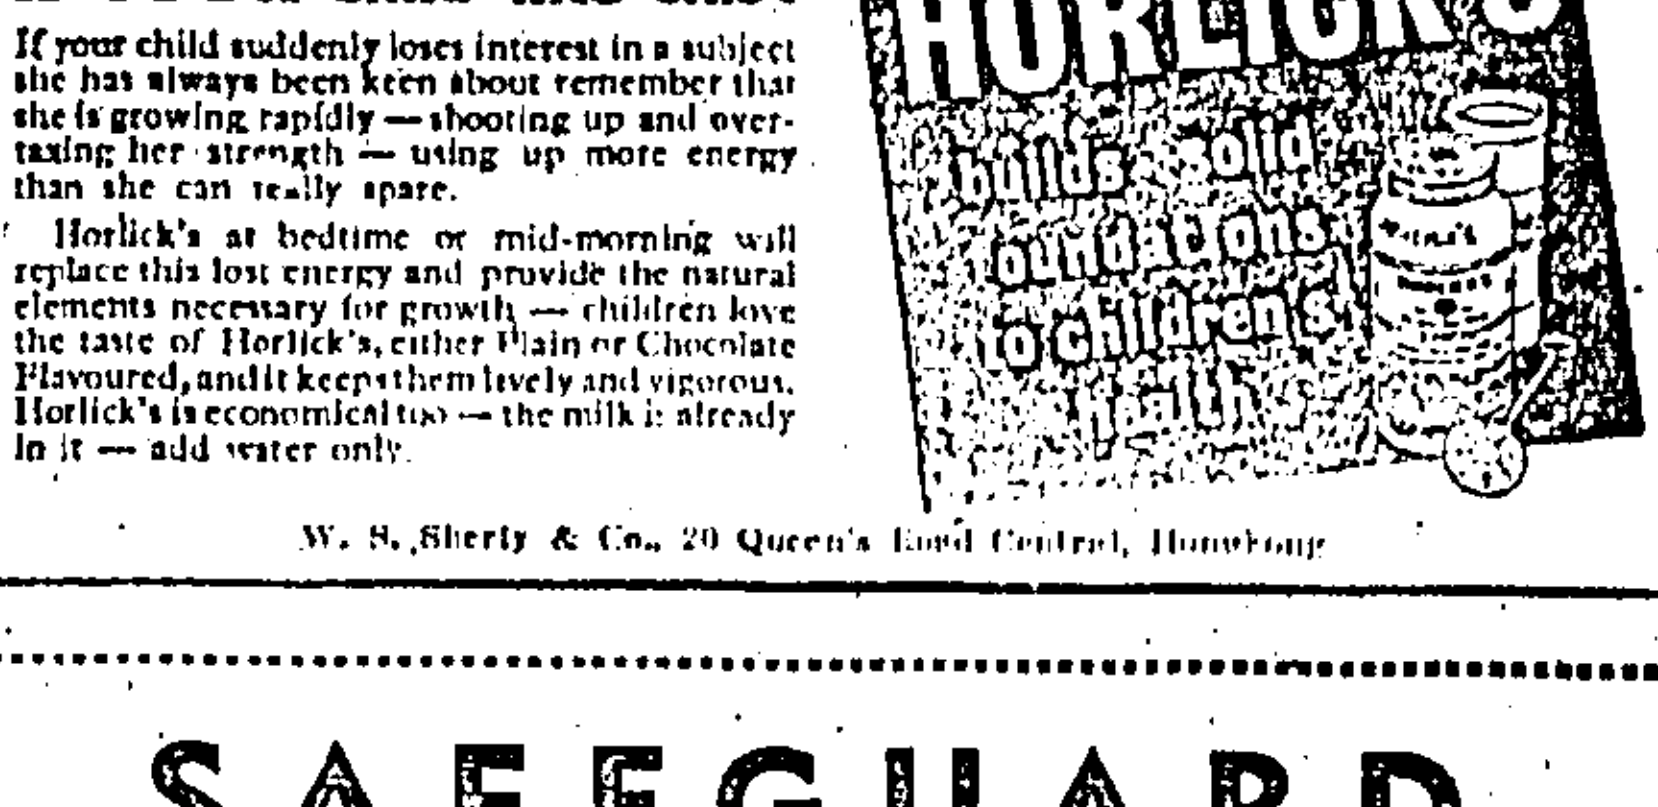 If your child suddenly loses interest in a subject
she has always been keen about remember that
she is growing rapidly — shooting up and over-
taxing her strength — using up more energy
than she can really spare.
Horlick's at bedtime or mid-morning will
replace this lost energy and provide the natural
elements necessary for growth — children love
the taste of Horlick's, either Plain or Chocolate
Flavoured, and it keeps them lively and vigorous.
Horlick's is economical too — the milk is already
in it — add water only.
HORLICK'S
builds solid
foundations
to children's
health
W. S. Sherly & Co., 20 Queen's Road Central, Hongkong
SAFEGUARD